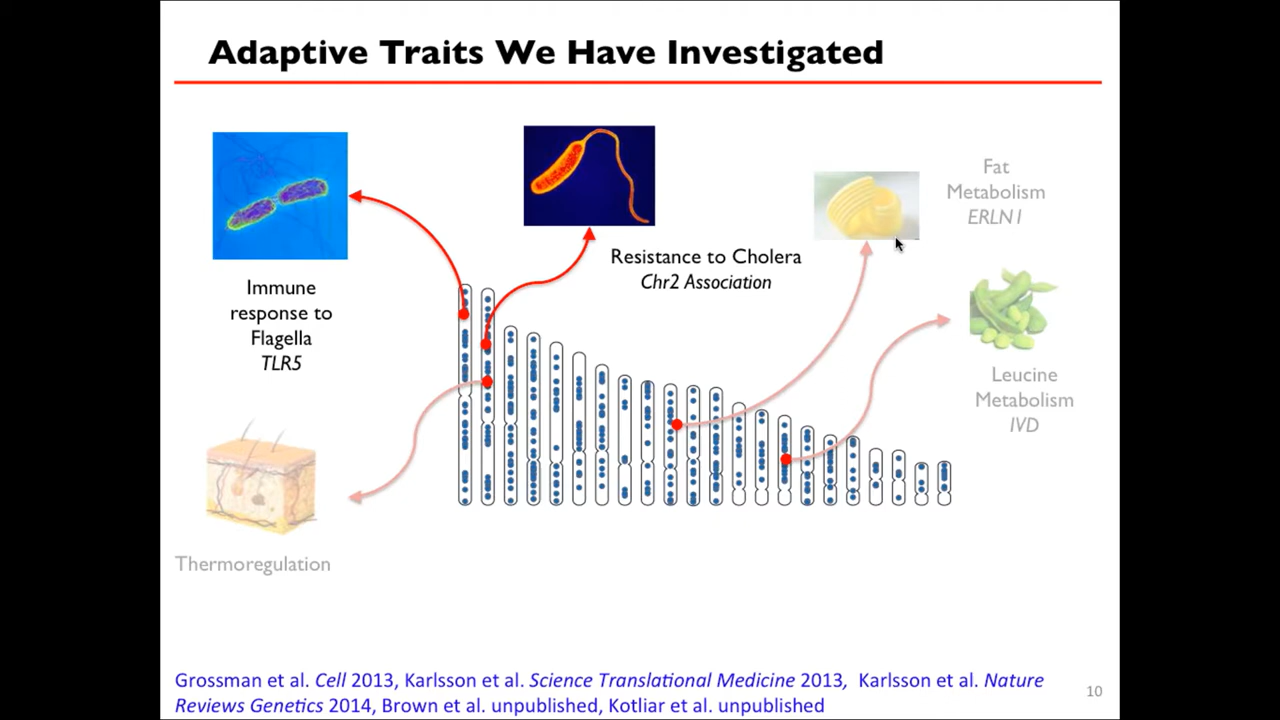 Adaptive Traits We Have Investigated
Immune
response to
Flagella
TLR5
Resistance to Cholera
Chr2 Association
Fat
Metabolism
ERLN1
Leucine
Metabolism
IVD
Thermoregulation
Grossman et al. Cell 2013, Karlsson et al. Science Translational Medicine 2013, Karlsson et al. Nature
Reviews Genetics 2014, Brown et al. unpublished, Kotliar et al. unpublished
10